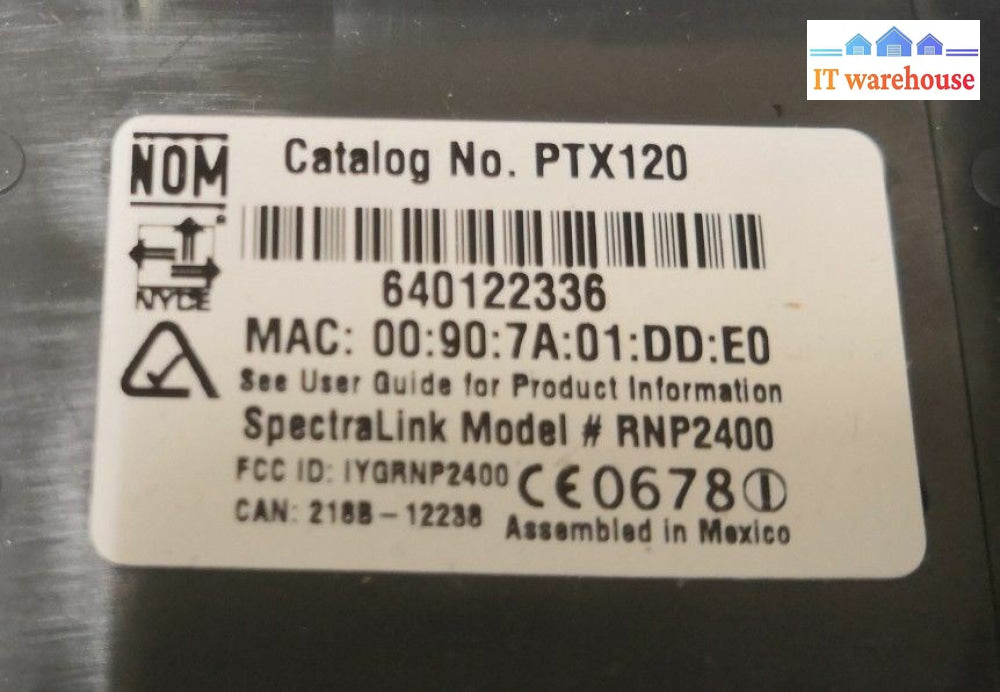 IT warehouse
NOM
Catalog No. PTX120
NYCE
640122336
MAC: 00:90:7A:01:DD:E0
See User Guide for Product Information
SpectraLink Model # RNP2400
FCC ID: IYGRNP2400
CE0678
CAN: 218B-12238
Assembled in Mexico